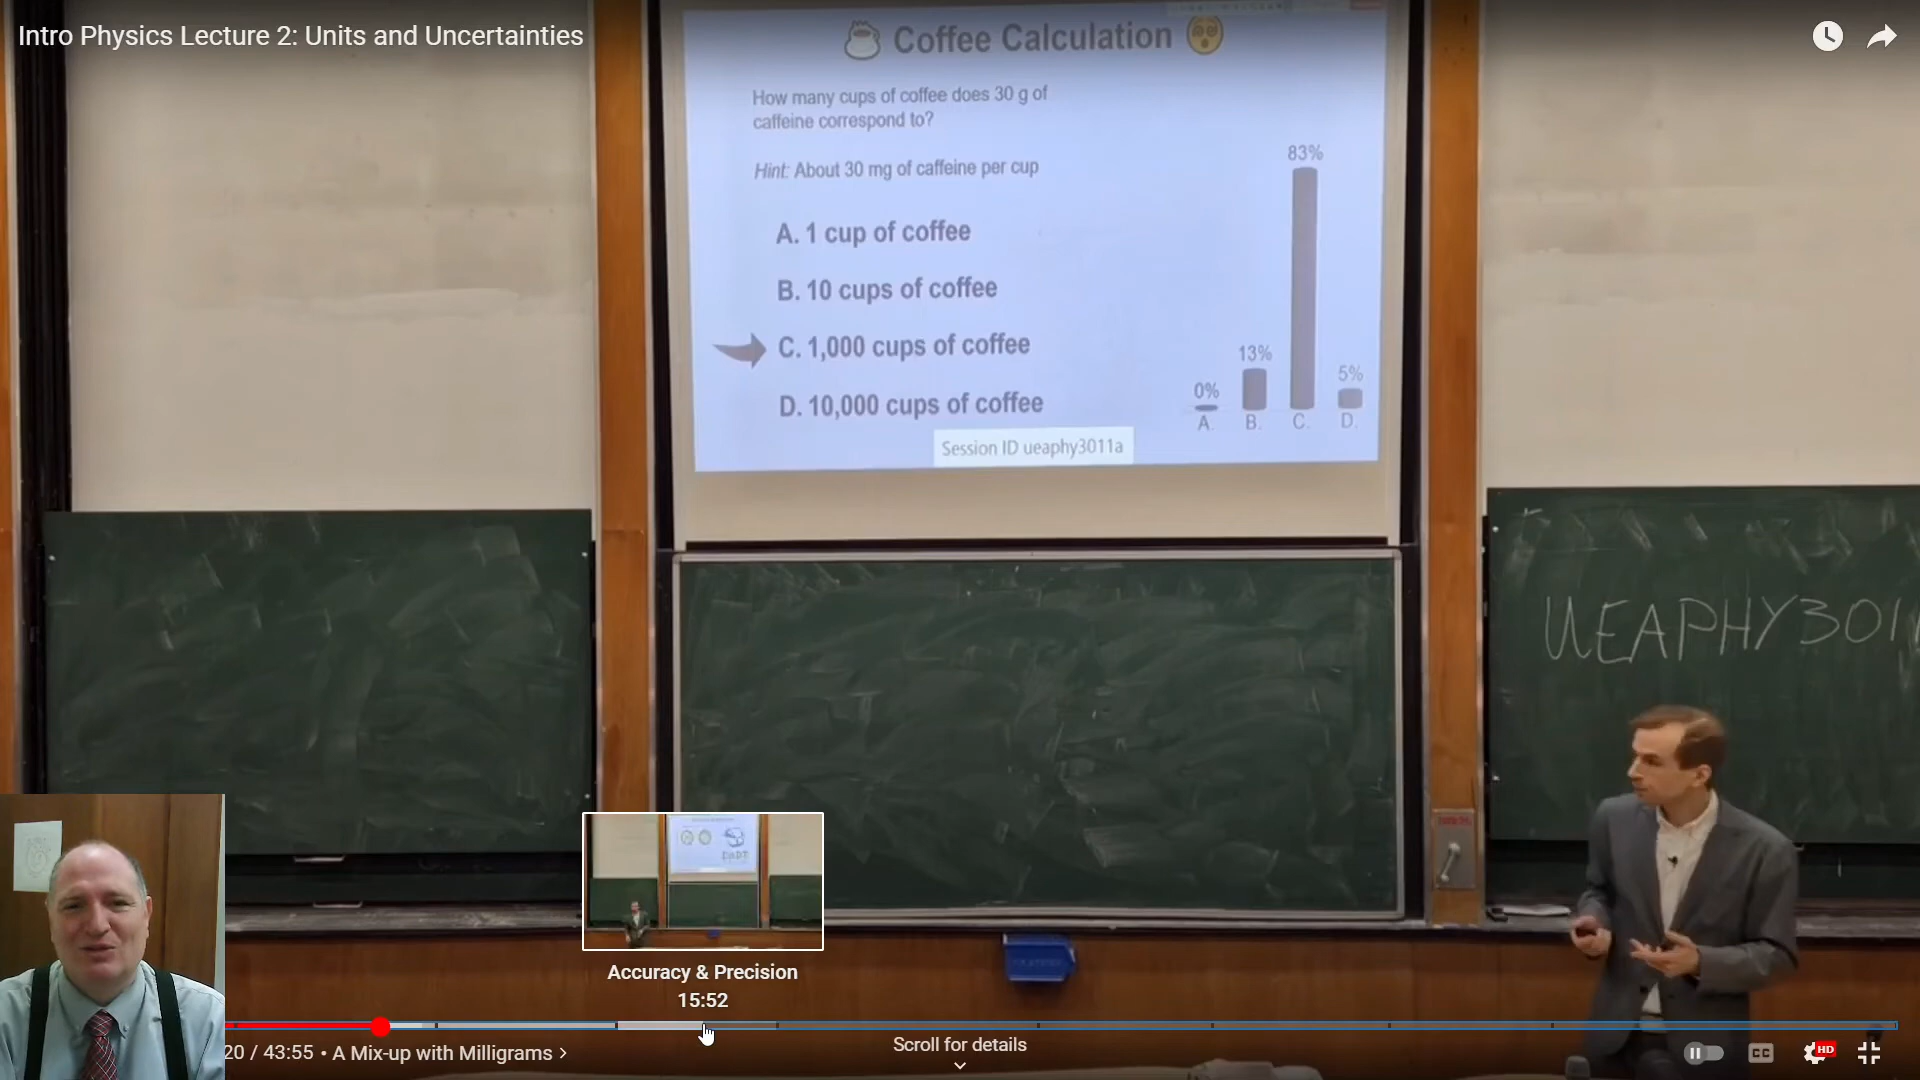 Intro Physics Lecture 2: Units and Uncertainties
Coffee Calculation
How many cups of coffee does 30 g of
caffeine correspond to?
Hint: About 30 mg of caffeine per cup
A. 1 cup of coffee
B. 10 cups of coffee
C. 1,000 cups of coffee
D. 10,000 cups of coffee
83%
13%
5%
0%
A.
B.
C.
D.
Session ID ueaphy3011a
UEAPHY301
Accuracy & Precision
15:52
20 / 43:55 • A Mix-up with Milligrams >
Scroll for details
CC
HD